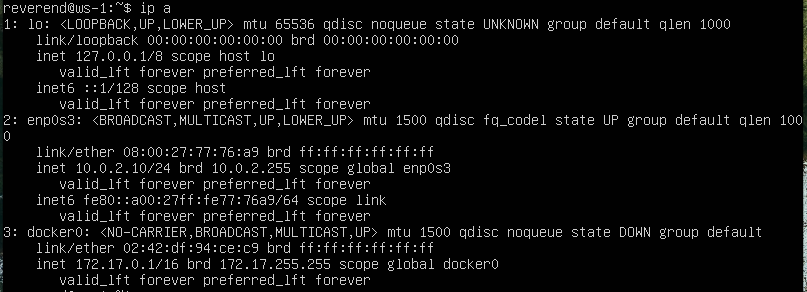 reverend@ws-1:~$ ip a
1: lo: <LOOPBACK,UP,LOWER_UP> mtu 65536 qdisc noqueue state UNKNOWN group default qlen 1000
    link/loopback 00:00:00:00:00:00 brd 00:00:00:00:00:00
    inet 127.0.0.1/8 scope host lo
       valid_lft forever preferred_lft forever
    inet6 ::1/128 scope host
       valid_lft forever preferred_lft forever
2: enp0s3: <BROADCAST,MULTICAST,UP,LOWER_UP> mtu 1500 qdisc fq_codel state UP group default qlen 100
0
    link/ether 08:00:27:77:76:a9 brd ff:ff:ff:ff:ff:ff
    inet 10.0.2.10/24 brd 10.0.2.255 scope global enp0s3
       valid_lft forever preferred_lft forever
    inet6 fe80::a00:27ff:fe77:76a9/64 scope link
       valid_lft forever preferred_lft forever
3: docker0: <NO-CARRIER,BROADCAST,MULTICAST,UP> mtu 1500 qdisc noqueue state DOWN group default
    link/ether 02:42:df:94:ce:c9 brd ff:ff:ff:ff:ff:ff
    inet 172.17.0.1/16 brd 172.17.255.255 scope global docker0
       valid_lft forever preferred_lft forever